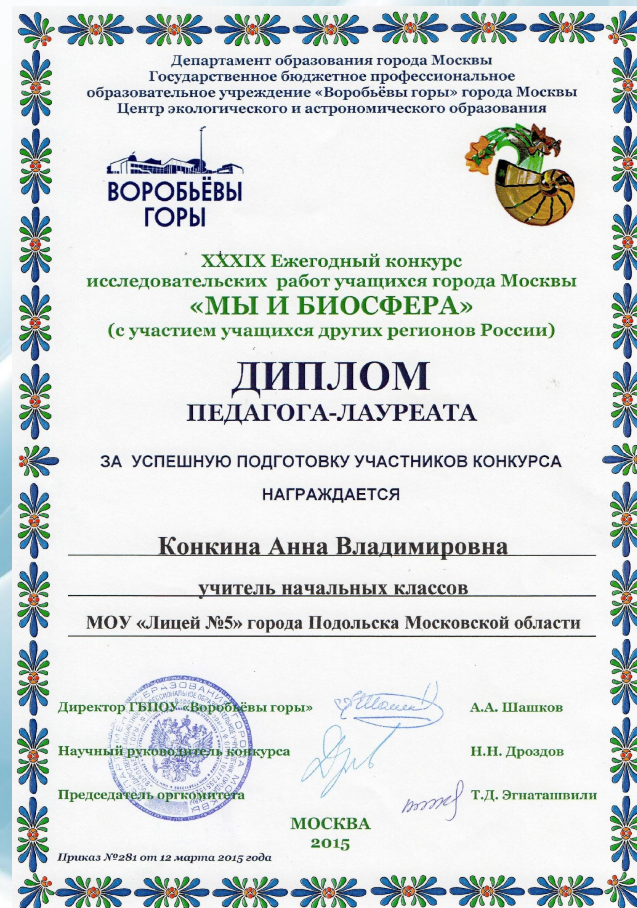 Департамент образования города Москвы
Государственное бюджетное профессиональное
образовательное учреждение «Воробьёвы горы» города Москвы
Центр экологического и астрономического образования
ВОРОБЬЁВЫ
ГОРЫ
XXXIX Ежегодный конкурс
исследовательских работ учащихся города Москвы
«МЫ И БИОСФЕРА»
(с участием учащихся других регионов России)
ДИПЛОМ
ПЕДАГОГА-ЛАУРЕАТА
ЗА УСПЕШНУЮ ПОДГОТОВКУ УЧАСТНИКОВ КОНКУРСА
НАГРАЖДАЕТСЯ
Конкина Анна Владимировна
учитель начальных классов
МОУ «Лицей №5» города Подольска Московской области
Директор ГБПОУ «Воробьёвы горы» А.А. Шашков
Научный руководитель конкурса Н.Н. Дроздов
Председатель оргкомитета Т.Д. Эгнаташвили
МОСКВА
2015
Приказ №281 от 12 марта 2015 года